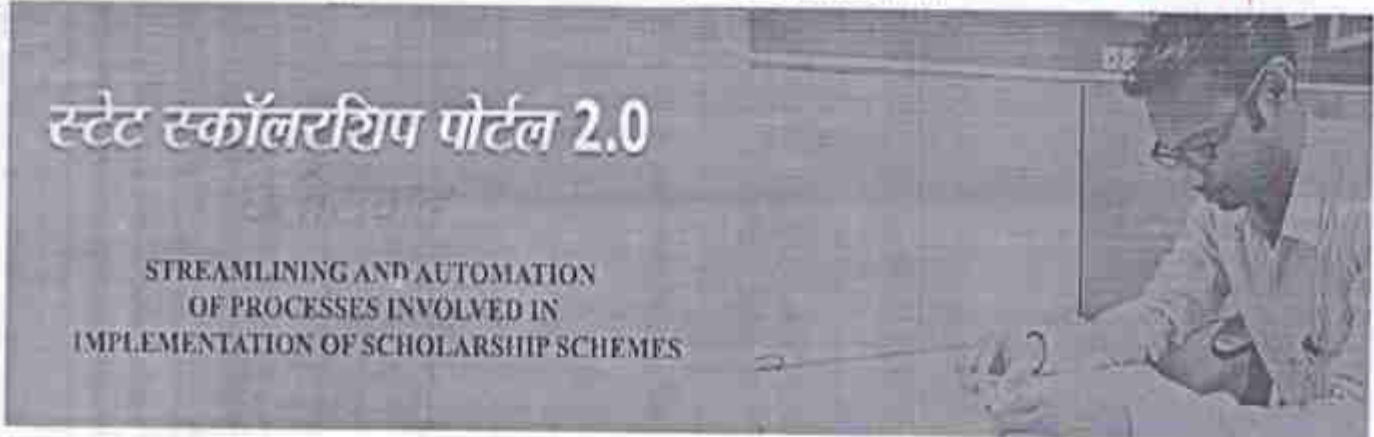 स्टेट स्कॉलरशिप पोर्टल 2.0
STREAMLINING AND AUTOMATION
OF PROCESSES INVOLVED IN
IMPLEMENTATION OF SCHOLARSHIP SCHEMES